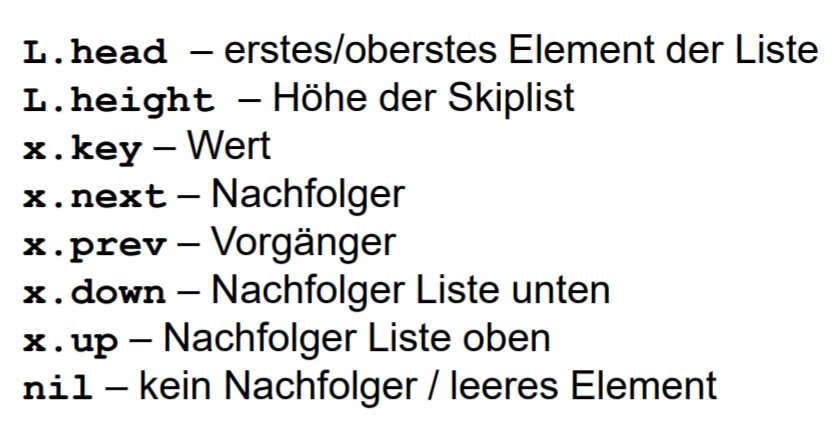 L.head – erstes/oberstes Element der Liste
L.height – Höhe der Skiplist
x.key – Wert
x.next – Nachfolger
x.prev – Vorgänger
x.down – Nachfolger Liste unten
x.up – Nachfolger Liste oben
nil – kein Nachfolger / leeres Element